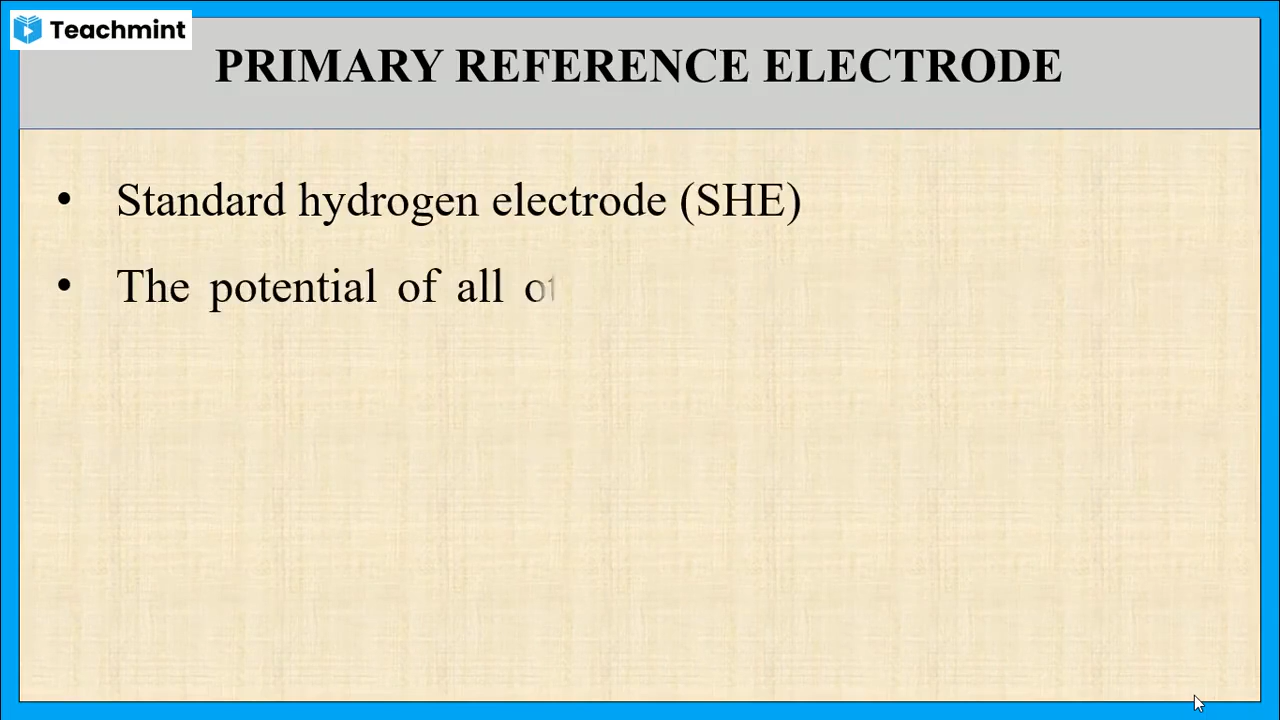 Teachmint
PRIMARY REFERENCE ELECTRODE
• Standard hydrogen electrode (SHE)
• The potential of all